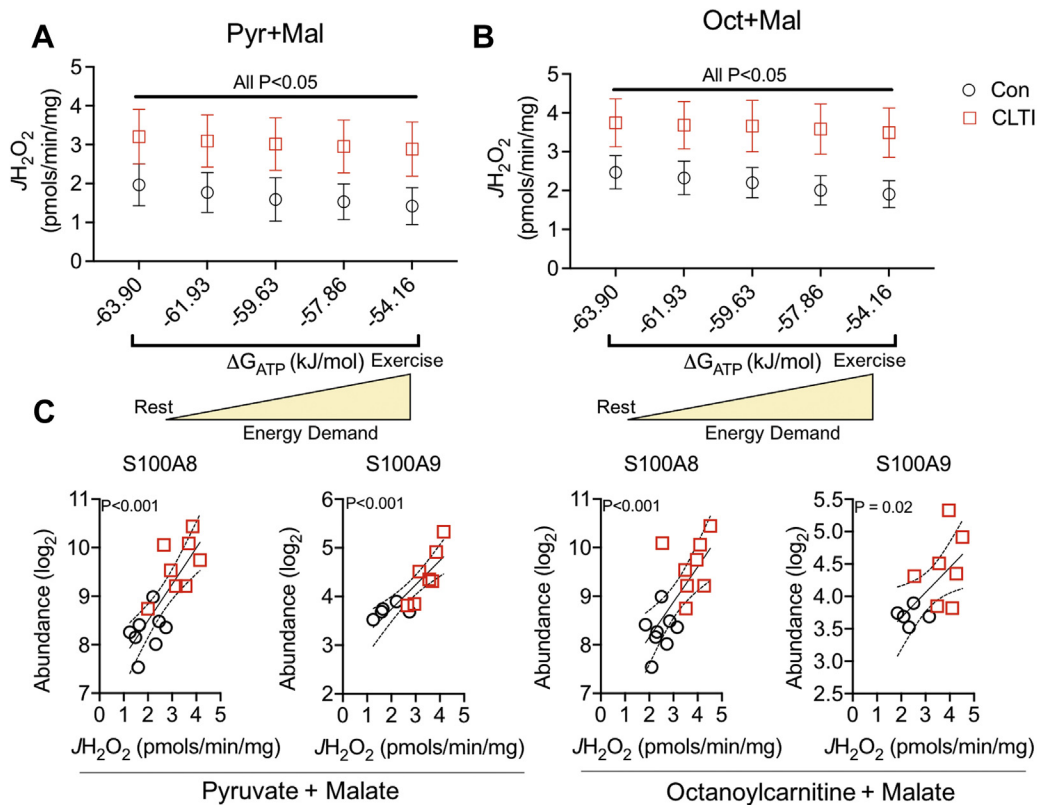 A
Pyr+Mal
JH2O2
(pmols/min/mg)
5
4
3
2
1
0
All P<0.05
-63.90
-61.93
-59.63
-57.86
-54.16
ΔGATP (kJ/mol)
Exercise
Rest
Energy Demand
B
Oct+Mal
JH2O2
(pmols/min/mg)
5
4
3
2
1
0
All P<0.05
-63.90
-61.93
-59.63
-57.86
-54.16
ΔGATP (kJ/mol)
Exercise
Rest
Energy Demand
Con
CLTI
C
S100A8
P<0.001
Abundance (log2)
11
10
9
8
7
0 1 2 3 4 5
JH2O2 (pmols/min/mg)
S100A9
P<0.001
Abundance (log2)
6
5
4
3
2
0 1 2 3 4 5
JH2O2 (pmols/min/mg)
Pyruvate + Malate
S100A8
P<0.001
Abundance (log2)
11
10
9
8
7
0 1 2 3 4 5
JH2O2 (pmols/min/mg)
S100A9
P = 0.02
Abundance (log2)
5.5
5.0
4.5
4.0
3.5
3.0
2.5
0 1 2 3 4 5
JH2O2 (pmols/min/mg)
Octanoylcarnitine + Malate